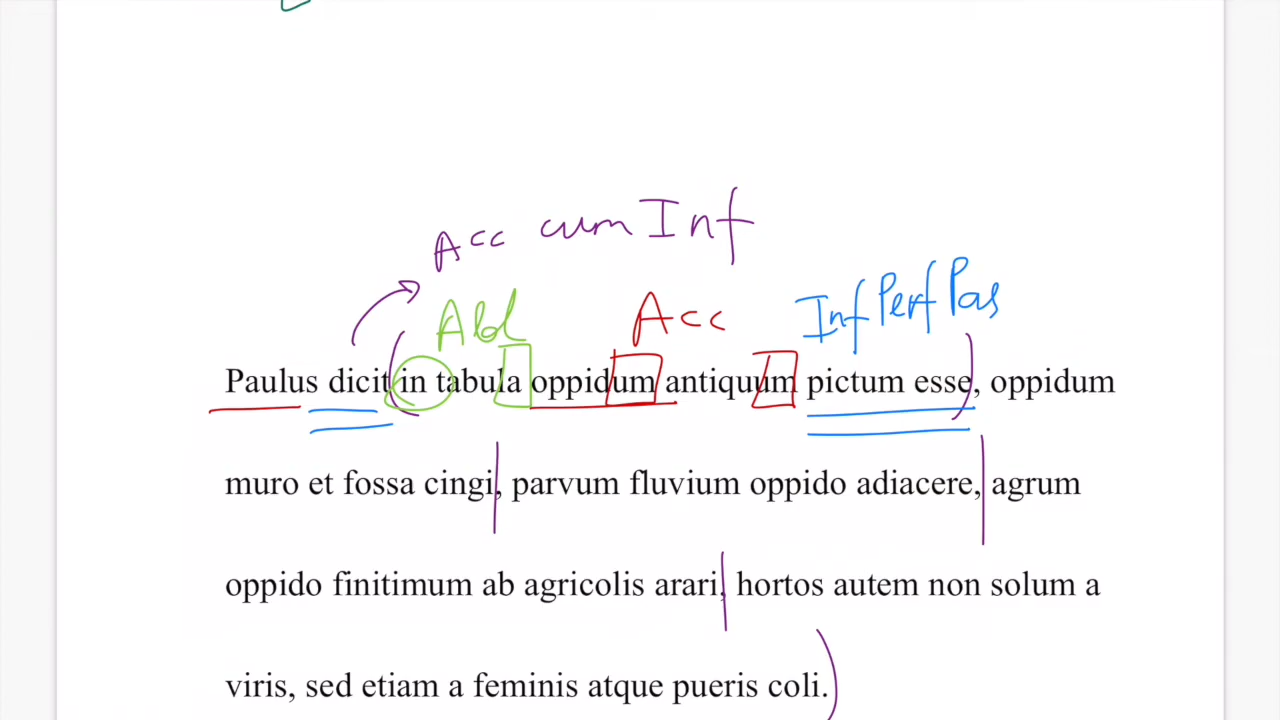 Acc cum Inf
Abl Acc Inf Perf Pas
Paulus dicit in tabula oppidum antiquum pictum esse, oppidum
muro et fossa cingi, parvum fluvium oppido adiacere, agrum
oppido finitimum ab agricolis arari, hortos autem non solum a
viris, sed etiam a feminis atque pueris coli.